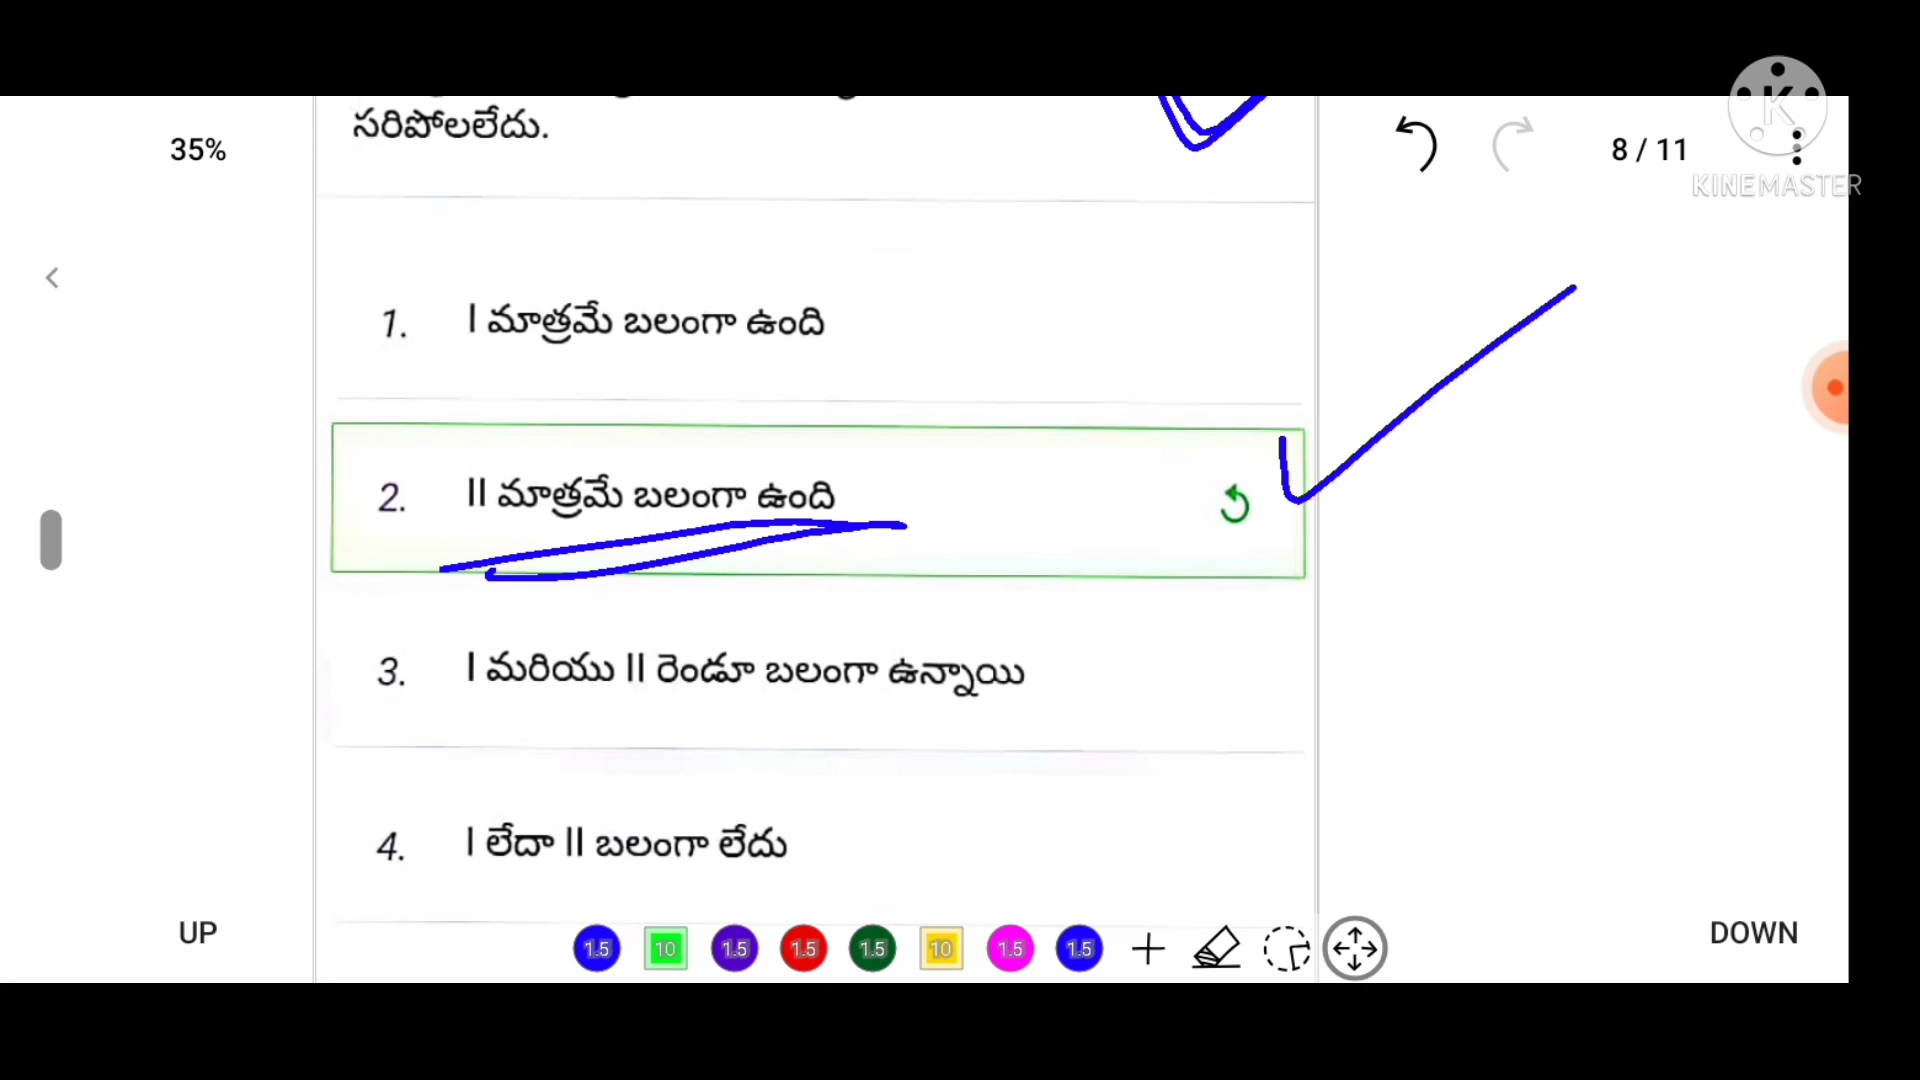 సరిపోలలేదు.
35%
8 / 11
KINEMASTER
1. I మాత్రమే బలంగా ఉంది
2. II మాత్రమే బలంగా ఉంది
3. I మరియు II రెండూ బలంగా ఉన్నాయి
4. I లేదా II బలంగా లేదు
UP
DOWN
1.5 10 1.5 1.5 1.5 10 1.5 1.5